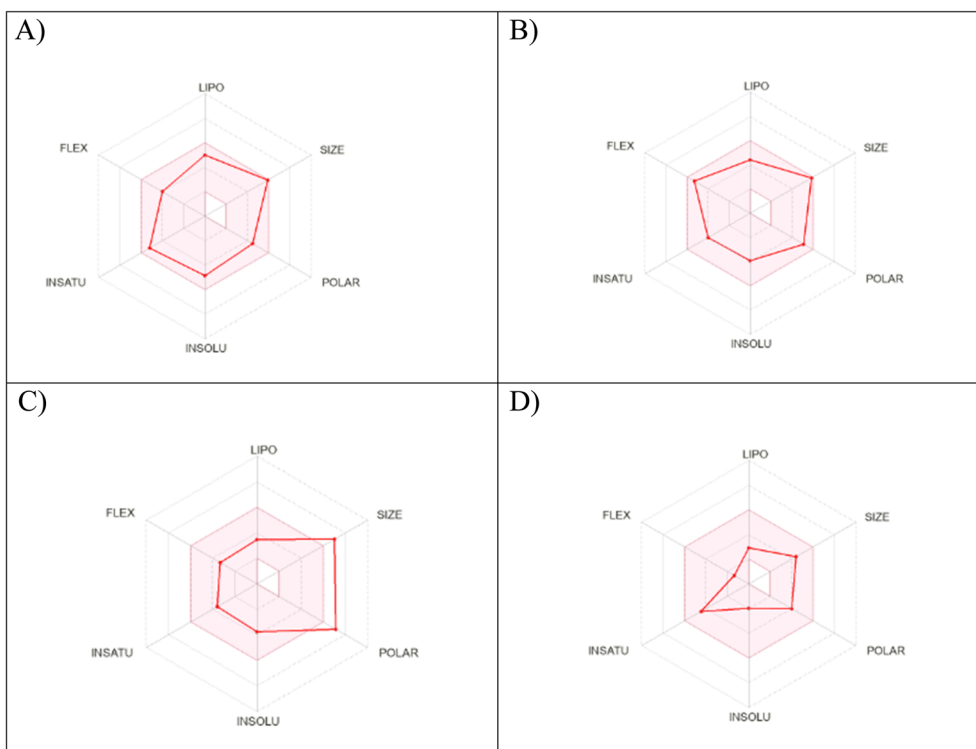 A)
LIPO
FLEX
SIZE
INSATU
POLAR
INSOLU
B)
LIPO
FLEX
SIZE
INSATU
POLAR
INSOLU
C)
LIPO
FLEX
SIZE
INSATU
POLAR
INSOLU
D)
LIPO
FLEX
SIZE
INSATU
POLAR
INSOLU